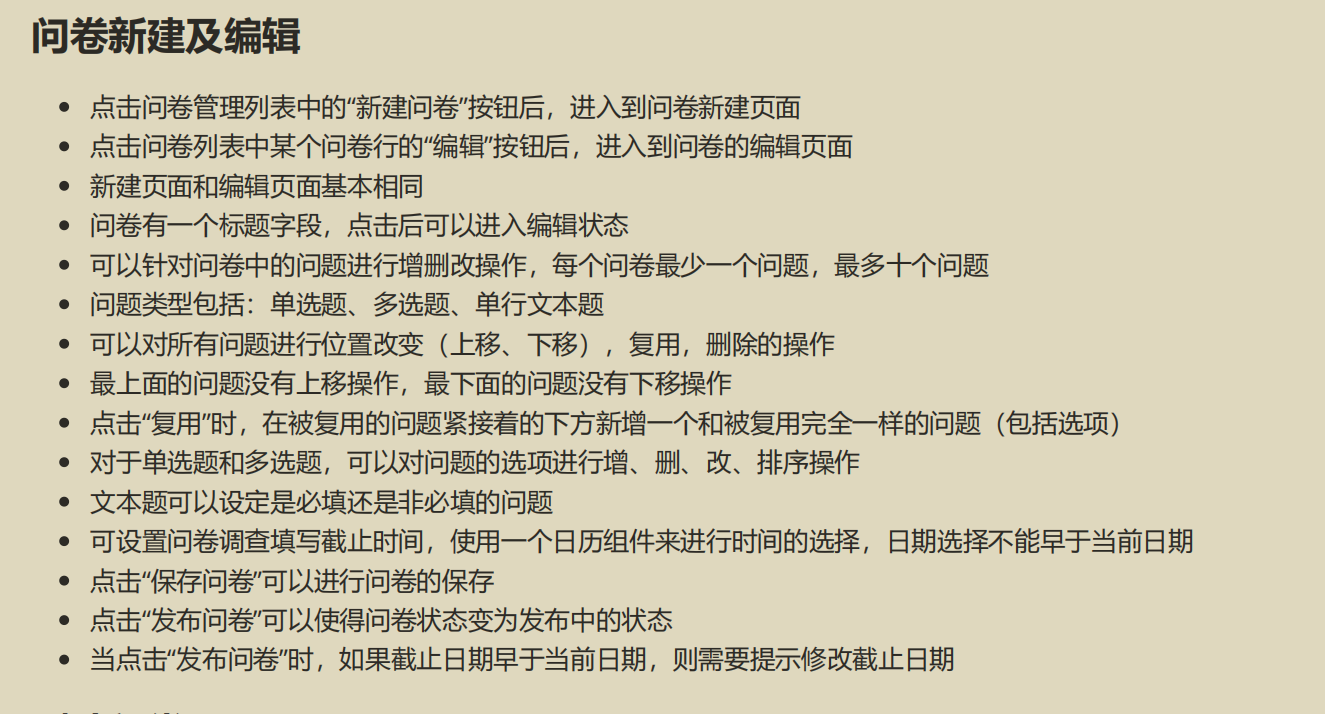 问卷新建及编辑
点击问卷管理列表中的“新建问卷”按钮后，进入到问卷新建页面
点击问卷列表中某个问卷行的“编辑”按钮后，进入到问卷的编辑页面
新建页面和编辑页面基本相同
问卷有一个标题字段，点击后可以进入编辑状态
可以针对问卷中的问题进行增删改操作，每个问卷最少一个问题，最多十个问题
问题类型包括：单选题、多选题、单行文本题
可以对所有问题进行位置改变（上移、下移），复用，删除的操作
最上面的问题没有上移操作，最下面的问题没有下移操作
点击“复用”时，在被复用的问题紧接着的下方新增一个和被复用完全一样的问题（包括选项）
对于单选题和多选题，可以对问题的选项进行增、删、改、排序操作
文本题可以设定是必填还是非必填的问题
可设置问卷调查填写截止时间，使用一个日历组件来进行时间的选择，日期选择不能早于当前日期
点击“保存问卷”可以进行问卷的保存
点击“发布问卷”可以使得问卷状态变为发布中的状态
当点击“发布问卷”时，如果截止日期早于当前日期，则需要提示修改截止日期